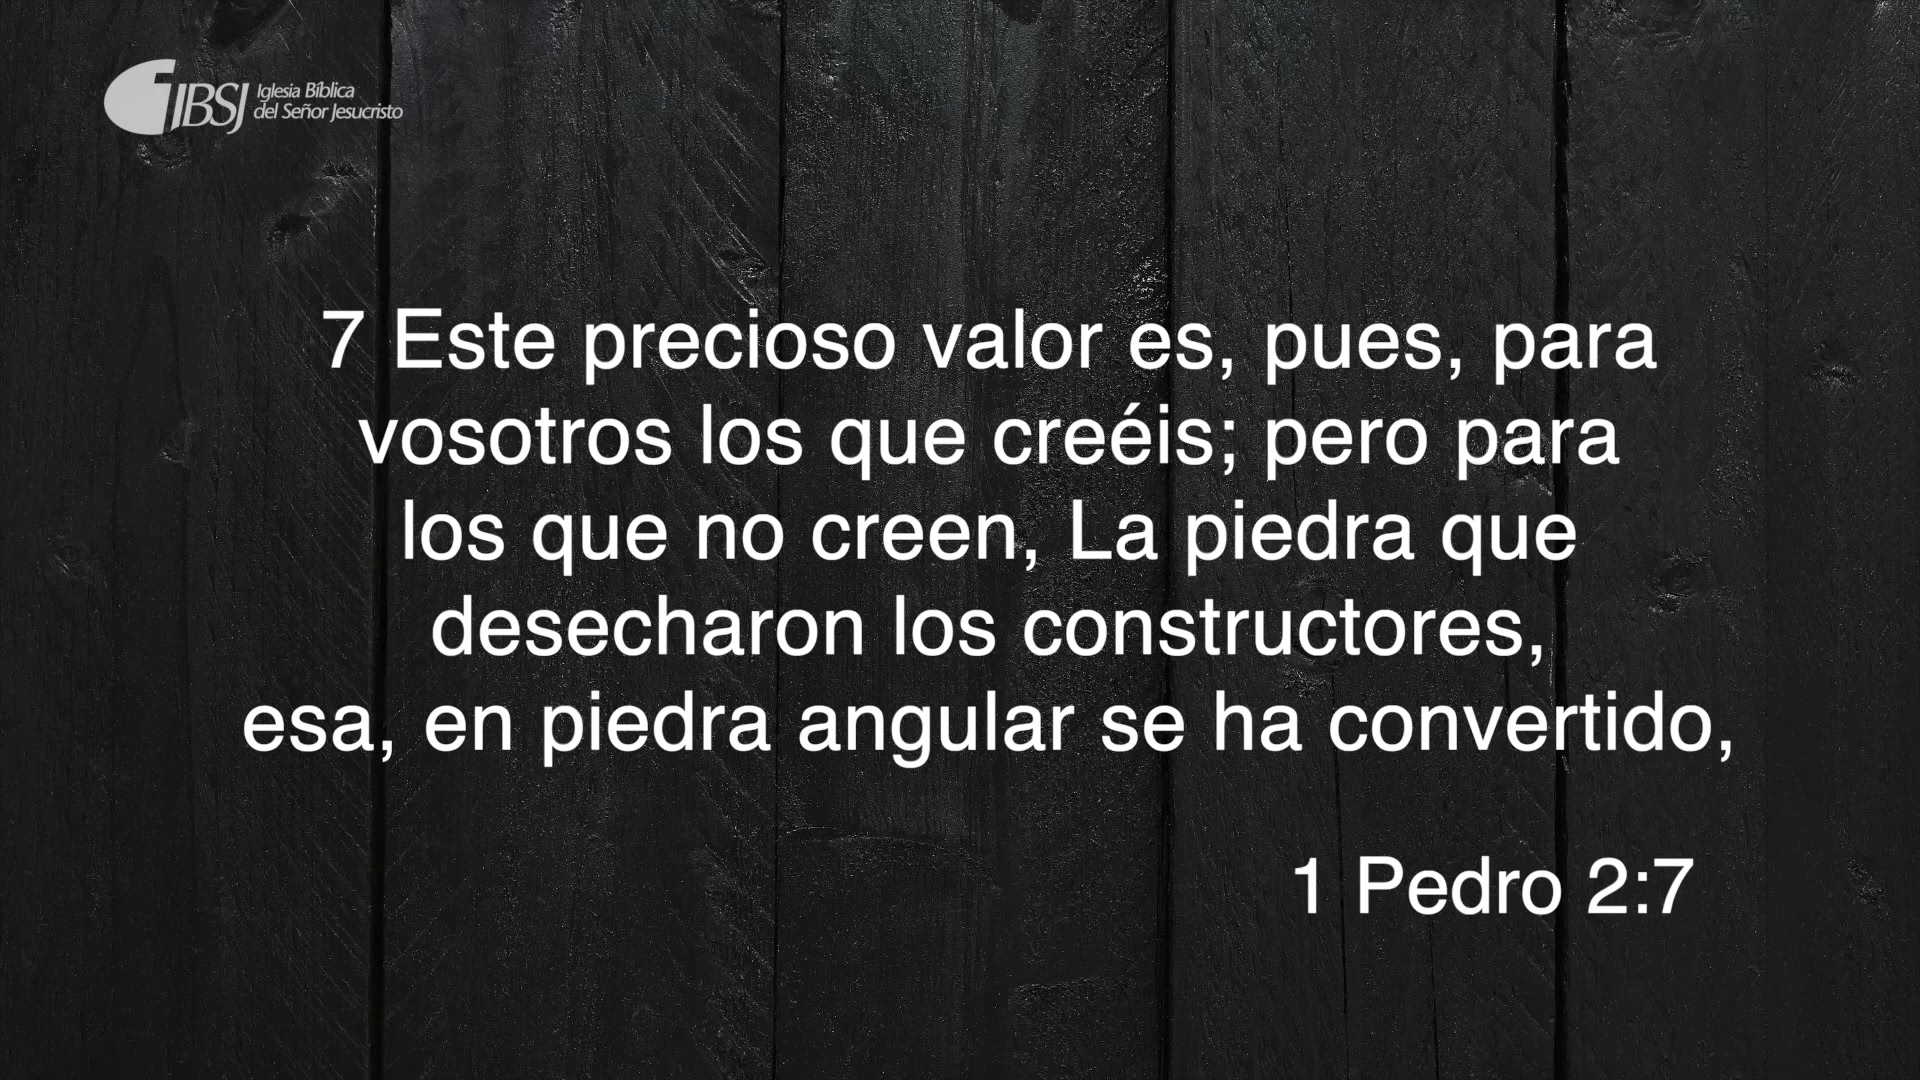 IBSJ Iglesia Bíblica
del Señor Jesucristo
7 Este precioso valor es, pues, para
vosotros los que creéis; pero para
los que no creen, La piedra que
desecharon los constructores,
esa, en piedra angular se ha convertido,
1 Pedro 2:7